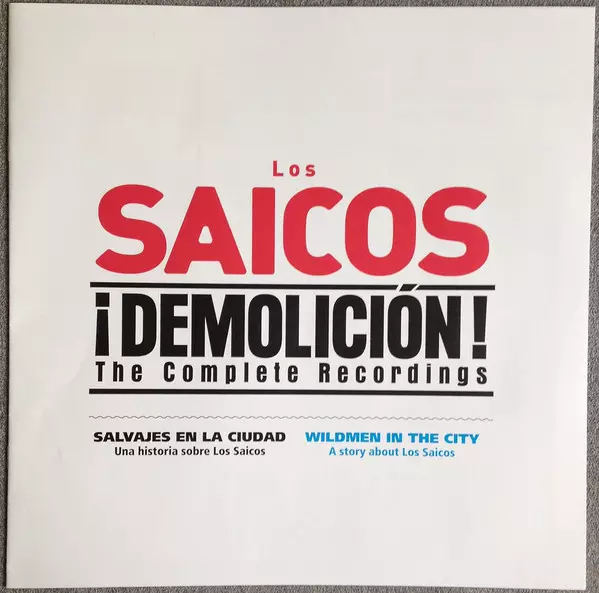 Los
SAICOS
¡DEMOLICIÓN!
The Complete Recordings
SALVAJES EN LA CIUDAD
Una historia sobre Los Saicos
WILDMEN IN THE CITY
A story about Los Saicos